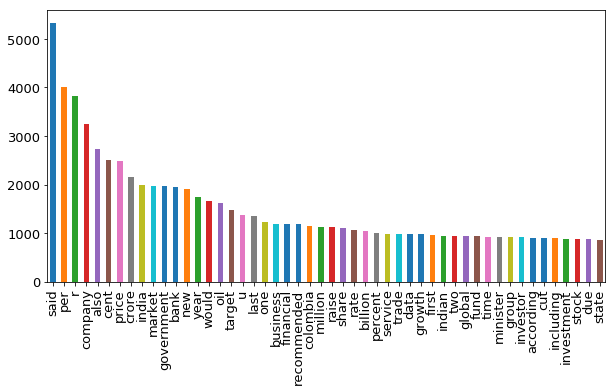 5000
4000
3000
2000
1000
0
said
per
r
company
also
cent
price
crore
india
market
government
bank
new
year
would
oil
target
u
last
one
business
financial
recommended
colombia
million
raise
share
rate
billion
percent
service
trade
data
growth
first
indian
two
global
fund
time
minister
group
investor
according
cut
including
investment
stock
due
state